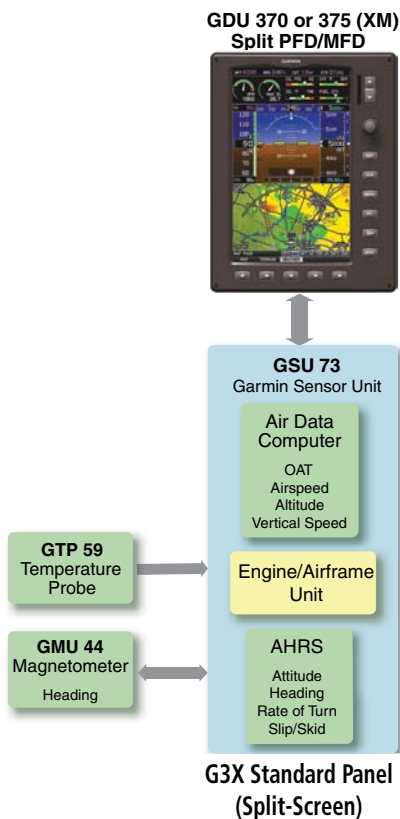 GDU 370 or 375 (XM)
Split PFD/MFD
GARMIN
GSU 73
Garmin Sensor Unit
Air Data
Computer
OAT
Airspeed
Altitude
Vertical Speed
GTP 59
Temperature
Probe
Engine/Airframe
Unit
GMU 44
Magnetometer
Heading
AHRS
Attitude
Heading
Rate of Turn
Slip/Skid
G3X Standard Panel
(Split-Screen)